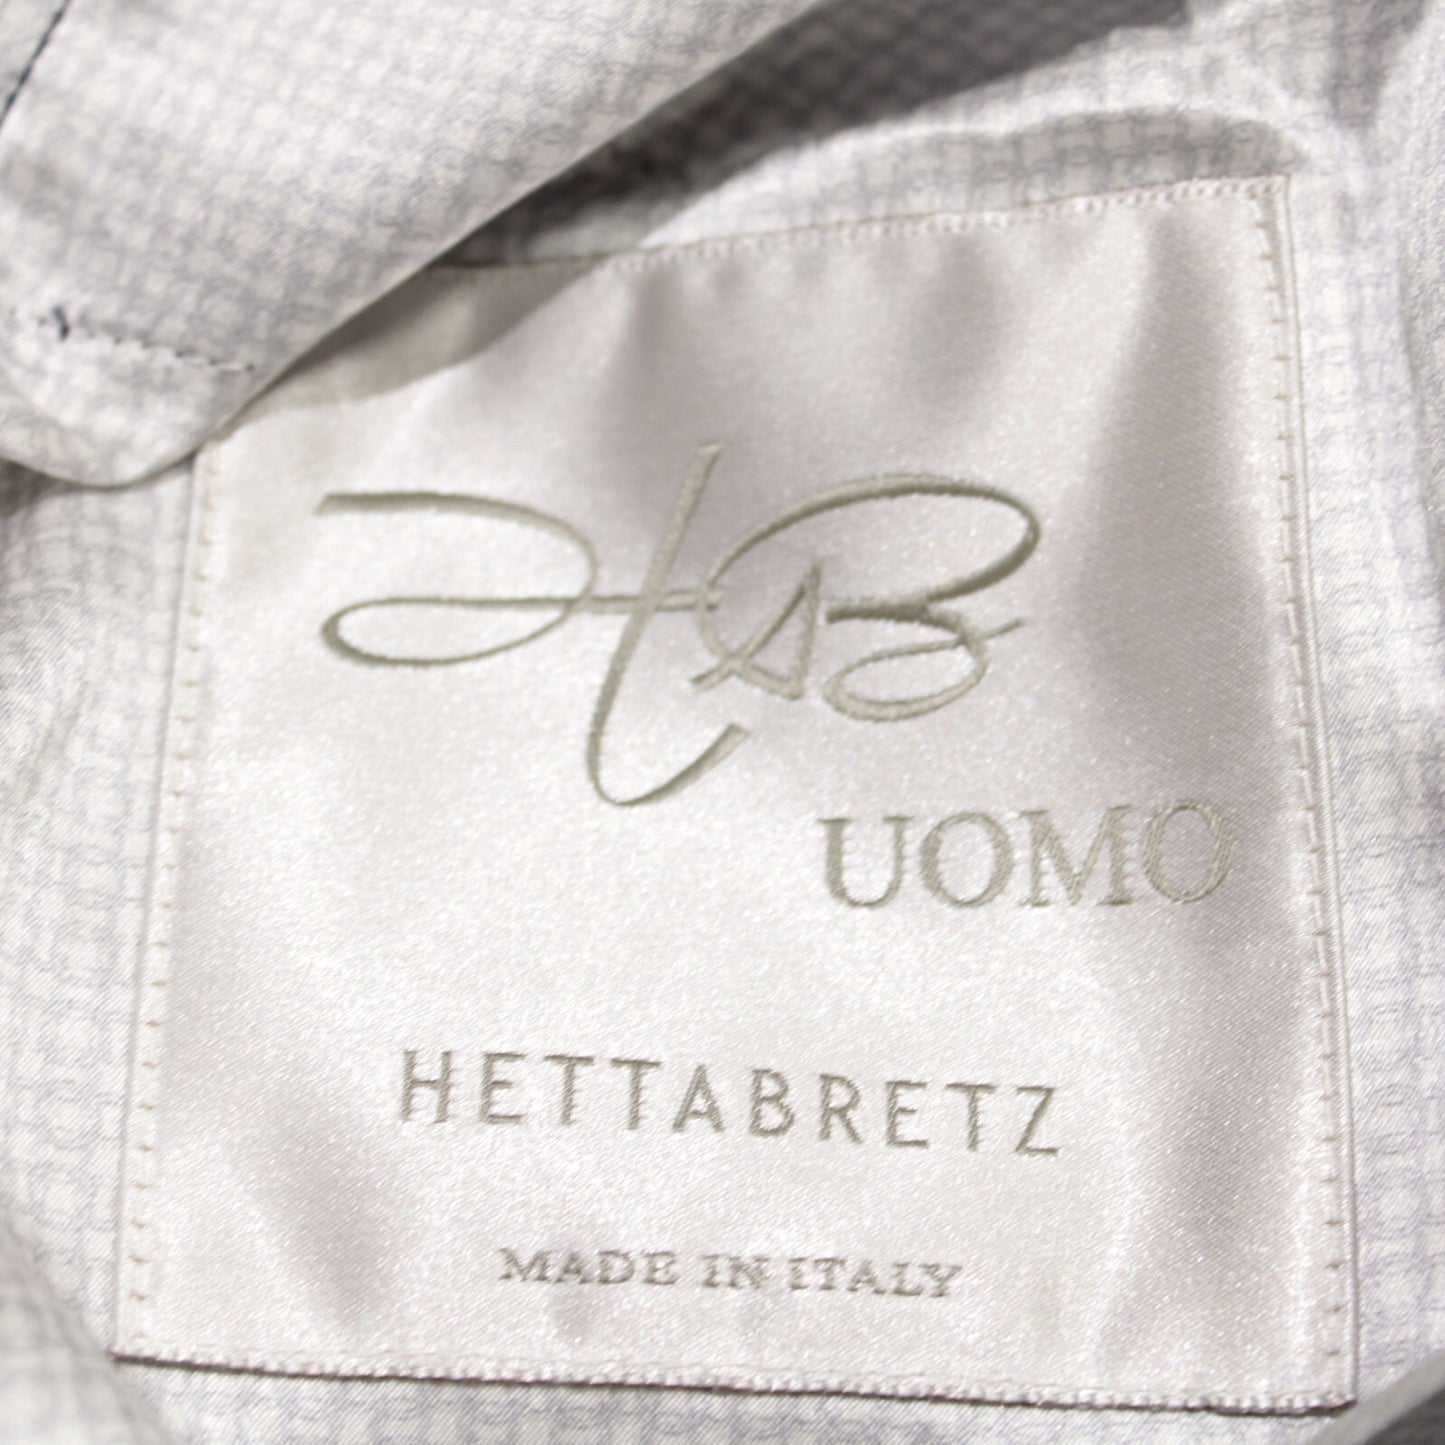 H&B
UOMO
HETTABRETZ
MADE IN ITALY